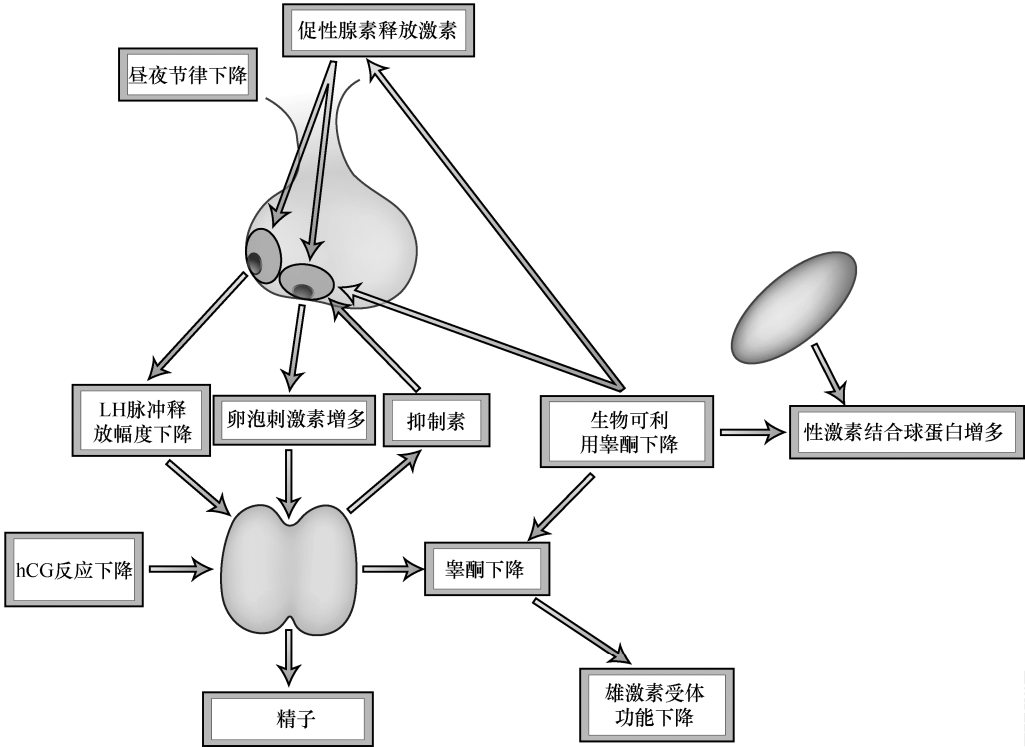 促性腺素释放激素
昼夜节律下降
LH脉冲释
放幅度下降
卵泡刺激素增多
抑制素
生物可利
用睾酮下降
性激素结合球蛋白增多
hCG反应下降
睾酮下降
精子
雄激素受体
功能下降